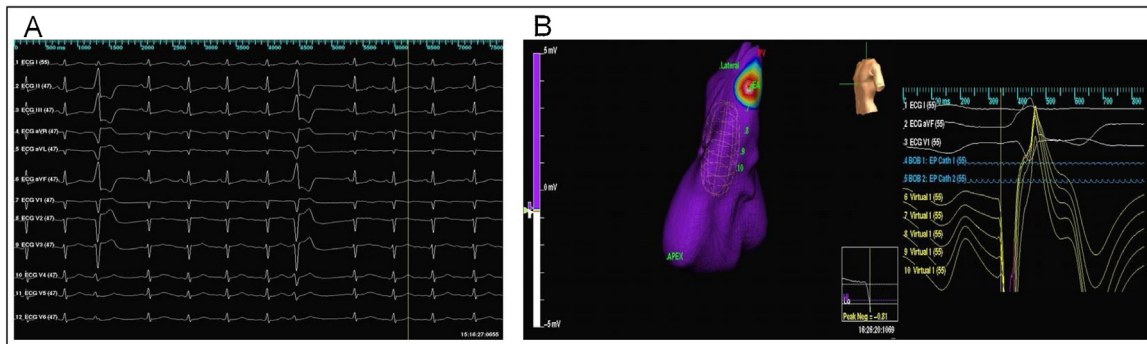 A
0 500 ms 1000 1500 2000 2500 3000 3500 4000 4500 5000 5500 6000 6500 7000 7500
1 ECG I (55)
2 ECG II (47)
3 ECG III (47)
4 ECG aVR (47)
5 ECG aVL (47)
6 ECG aVF (47)
7 ECG V1 (47)
8 ECG V2 (47)
9 ECG V3 (47)
10 ECG V4 (47)
11 ECG V5 (47)
12 ECG V6 (47)
15:16:27:0655
B
5 mV
0 mV
–5 mV
Lateral
EA
8
9
10
APEX
100 200 300 400 500 600 700 800
1 ECG I (55)
2 ECG aVF (55)
3 ECG V1 (55)
4 BOB 1: EP Cath 1 (55)
5 BOB 2: EP Cath 2 (55)
6 Virtual 1 (55)
7 Virtual 1 (55)
8 Virtual 1 (55)
9 Virtual 1 (55)
10 Virtual 1 (55)
Peak Neg = –0.81
16:26:20:1069